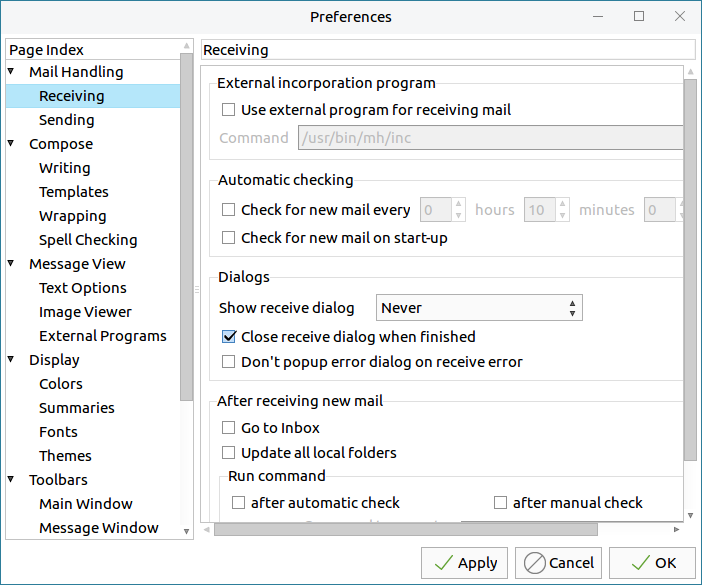 Preferences
Page Index
Mail Handling
Receiving
Sending
Compose
Writing
Templates
Wrapping
Spell Checking
Message View
Text Options
Image Viewer
External Programs
Display
Colors
Summaries
Fonts
Themes
Toolbars
Main Window
Message Window
Receiving
External incorporation program
Use external program for receiving mail
Command /usr/bin/mh/inc
Automatic checking
Check for new mail every 0 hours 10 minutes 0
Check for new mail on start-up
Dialogs
Show receive dialog Never
Close receive dialog when finished
Don't popup error dialog on receive error
After receiving new mail
Go to Inbox
Update all local folders
Run command
after automatic check after manual check
Apply Cancel OK